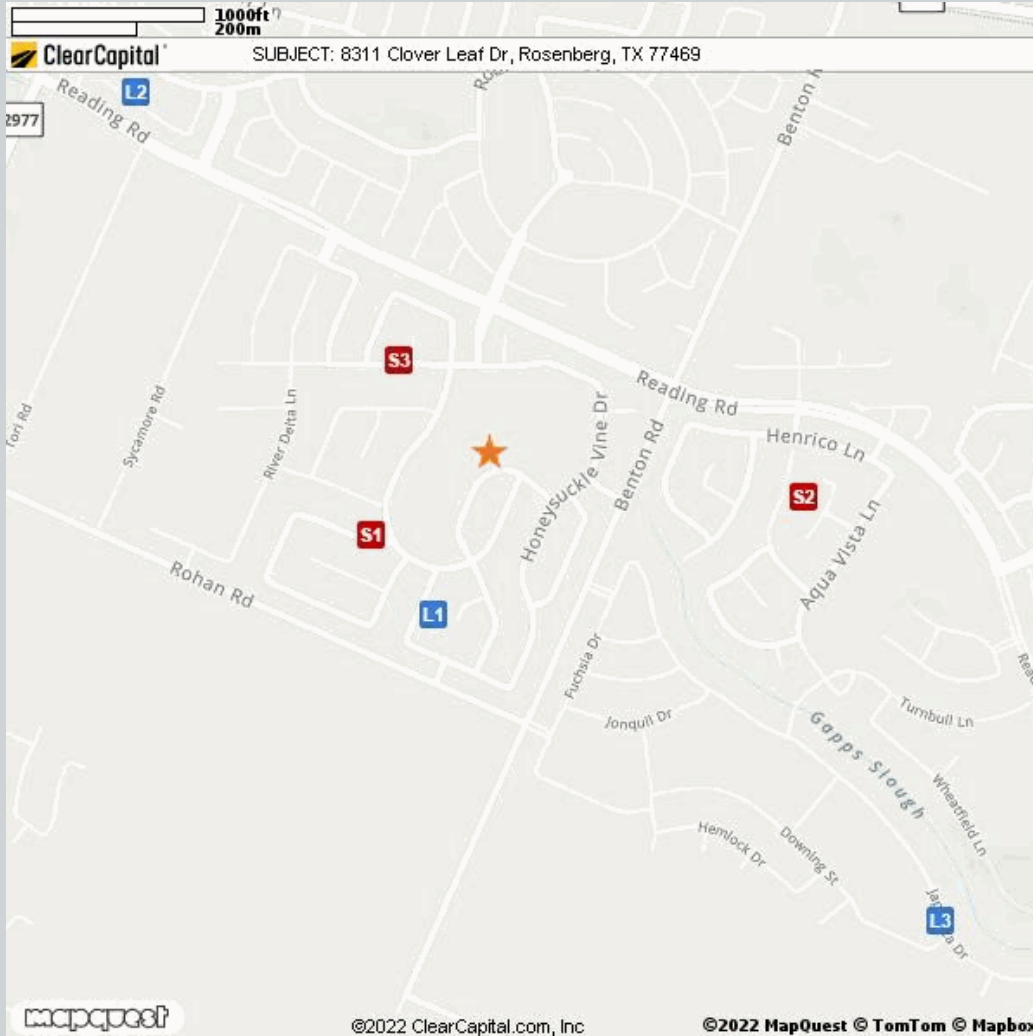 1000ft
200m
ClearCapital
SUBJECT: 8311 Clover Leaf Dr, Rosenberg, TX 77469
L2
Reading Rd
2977
Benton
S3
Reading Rd
Henrico Ln
Tori Rd
Sycamore Rd
River Delta Ln
Honeysuckle Vine Dr
Benton Rd
S2
Aqua Vista Ln
S1
Rohan Rd
L1
Fuchsia Dr
Jonquil Dr
Turnbull Ln
Gapps Slough
Wheatfield Ln
Hemlock Dr
Downing St
L3
Dr
mapquest
©2022 ClearCapital.com, Inc
©2022 MapQuest © TomTom © Mapbox